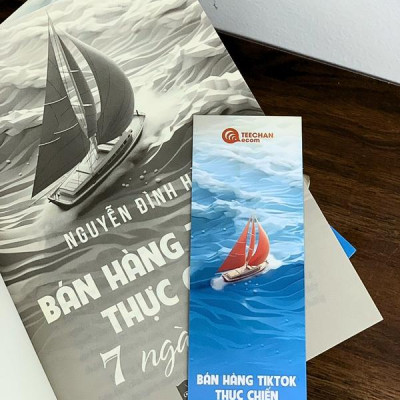 NGUYỄN ĐÌNH H
BÁN HÀNG T
THỰC C
7 ngà
TEECHAN
ecom
BÁN HÀNG TIKTOK
THỰC CHIẾN